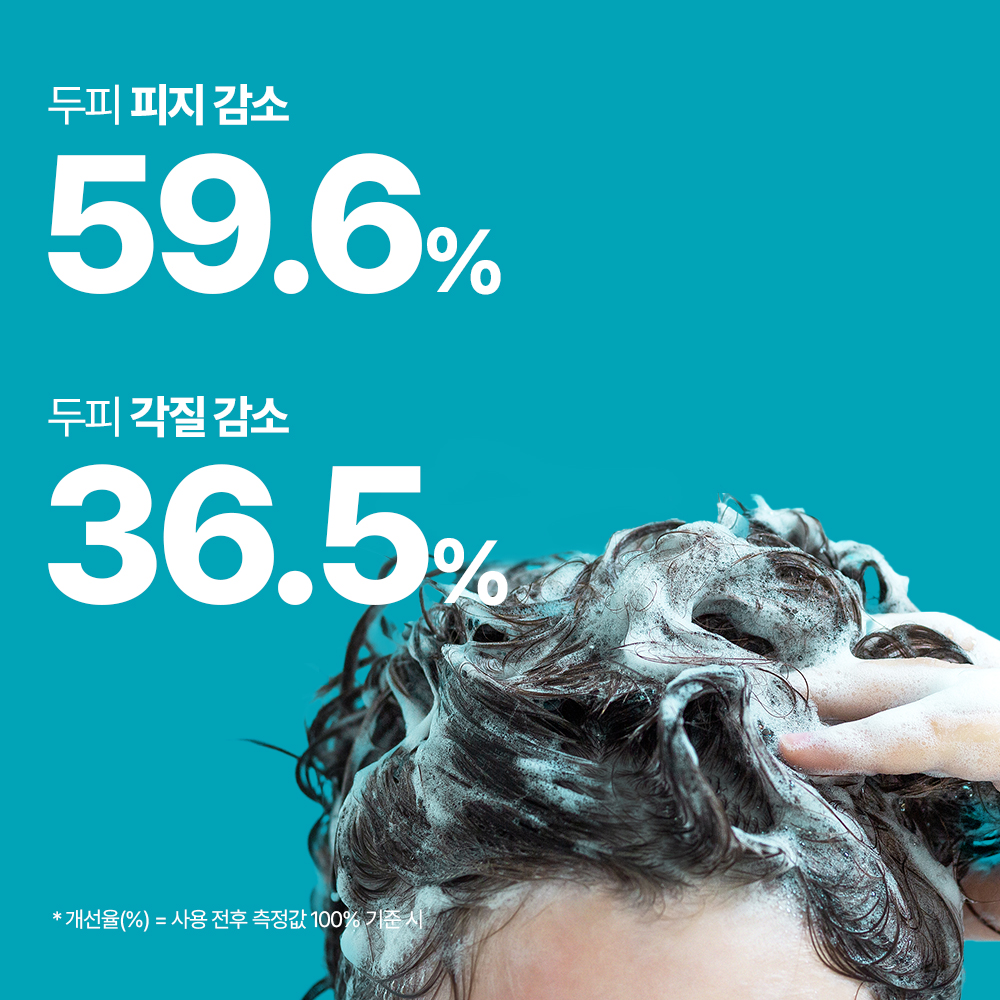 두피 피지 감소
59.6%
두피 각질 감소
36.5%
* 개선율(%) = 사용 전후 측정값 100% 기준 시